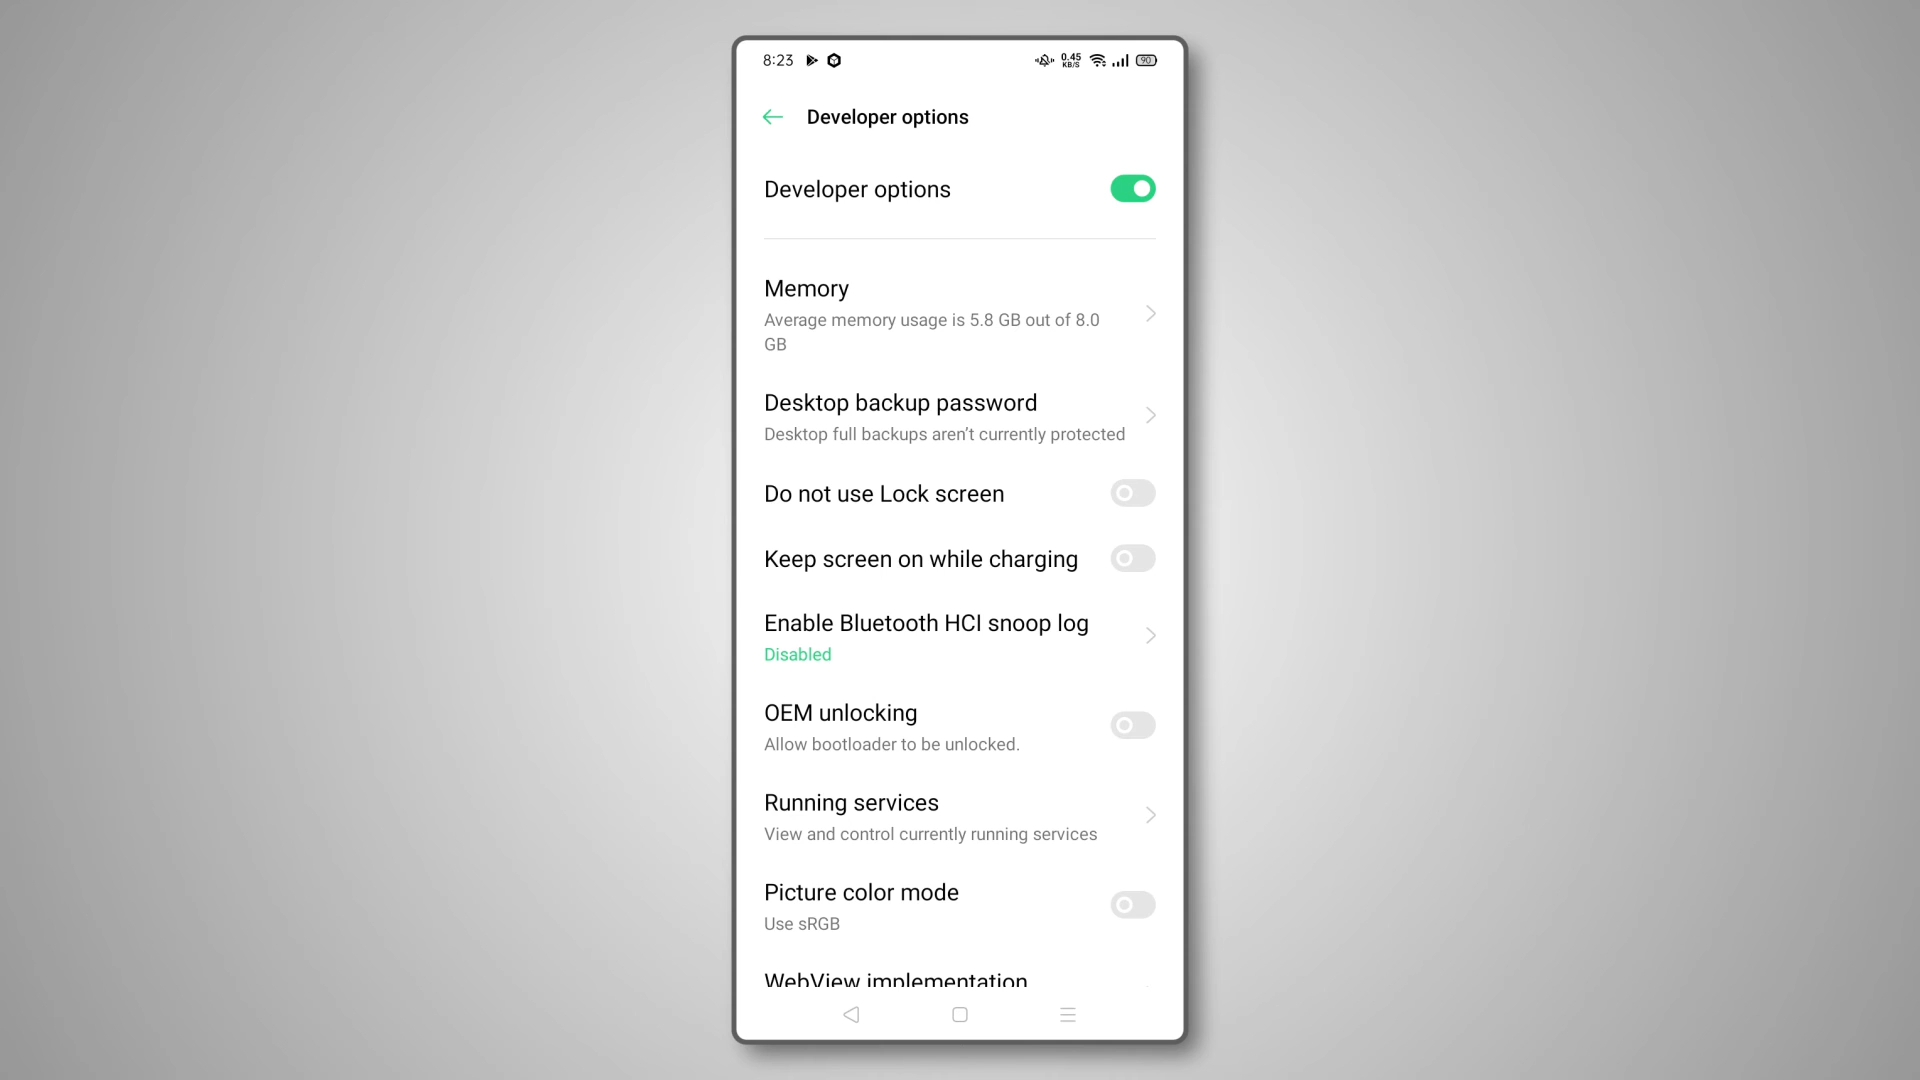 8:23
0.45
KB/S
90
Developer options
Developer options
Memory
Average memory usage is 5.8 GB out of 8.0
GB
Desktop backup password
Desktop full backups aren’t currently protected
Do not use Lock screen
Keep screen on while charging
Enable Bluetooth HCI snoop log
Disabled
OEM unlocking
Allow bootloader to be unlocked.
Running services
View and control currently running services
Picture color mode
Use sRGB
WebView implementation